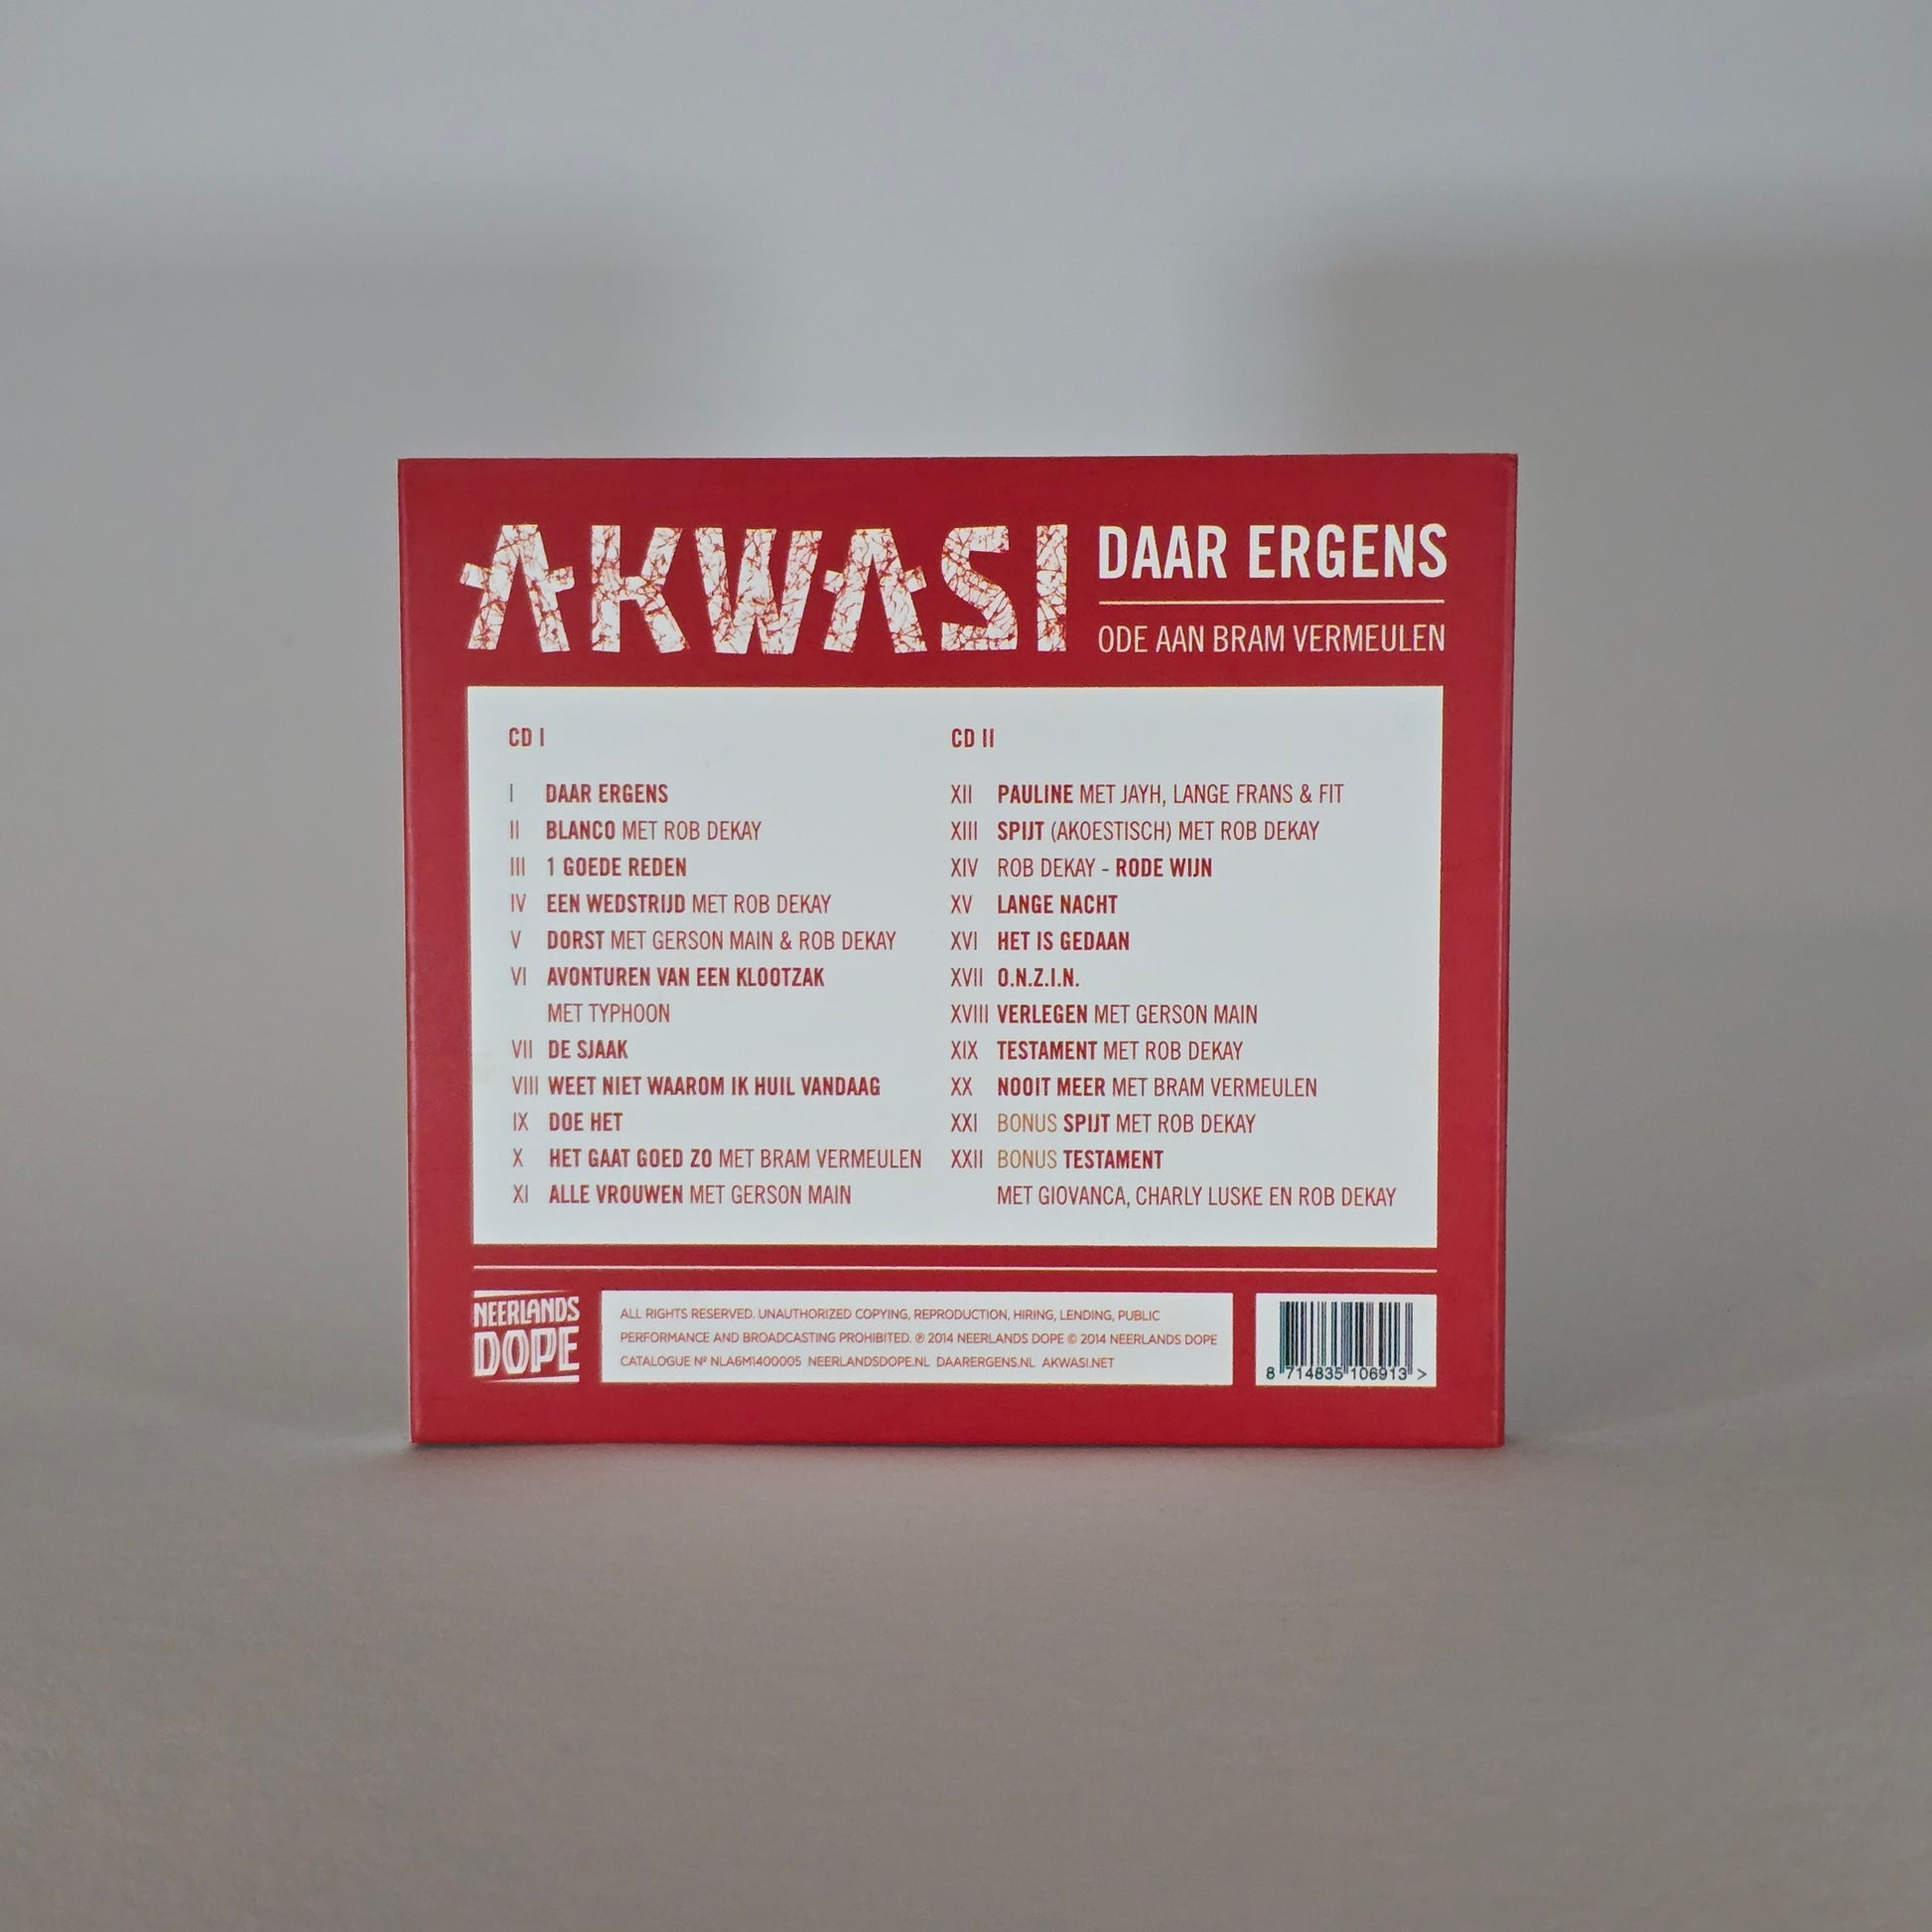 AKWASI
DAAR ERGENS
ODE AAN BRAM VERMEULEN
CD I
I DAAR ERGENS
II BLANCO MET ROB DEKAY
III 1 GOEDE REDEN
IV EEN WEDSTRIJD MET ROB DEKAY
V DORST MET GERSON MAIN & ROB DEKAY
VI AVONTUREN VAN EEN KLOOTZAK
MET TYPHOON
VII DE SJAAK
VIII WEET NIET WAAROM IK HUIL VANDAAG
IX DOE HET
X HET GAAT GOED ZO MET BRAM VERMEULEN
XI ALLE VROUWEN MET GERSON MAIN
CD II
XII PAULINE MET JAYH, LANGE FRANS & FIT
XIII SPIJT (AKOESTISCH) MET ROB DEKAY
XIV ROB DEKAY - RODE WIJN
XV LANGE NACHT
XVI HET IS GEDAAN
XVII O.N.Z.I.N.
XVIII VERLEGEN MET GERSON MAIN
XIX TESTAMENT MET ROB DEKAY
XX NOOIT MEER MET BRAM VERMEULEN
XXI BONUS SPIJT MET ROB DEKAY
XXII BONUS TESTAMENT
MET GIOVANCA, CHARLY LUSKE EN ROB DEKAY
NEERLANDS
DOPE
ALL RIGHTS RESERVED. UNAUTHORIZED COPYING, REPRODUCTION, HIRING, LENDING, PUBLIC
PERFORMANCE AND BROADCASTING PROHIBITED. ℗ 2014 NEERLANDS DOPE © 2014 NEERLANDS DOPE
CATALOGUE Nº NLA6M1400005 NEERLANDSDOPE.NL DAARERGENS.NL AKWASI.NET
8 714835 106913 >